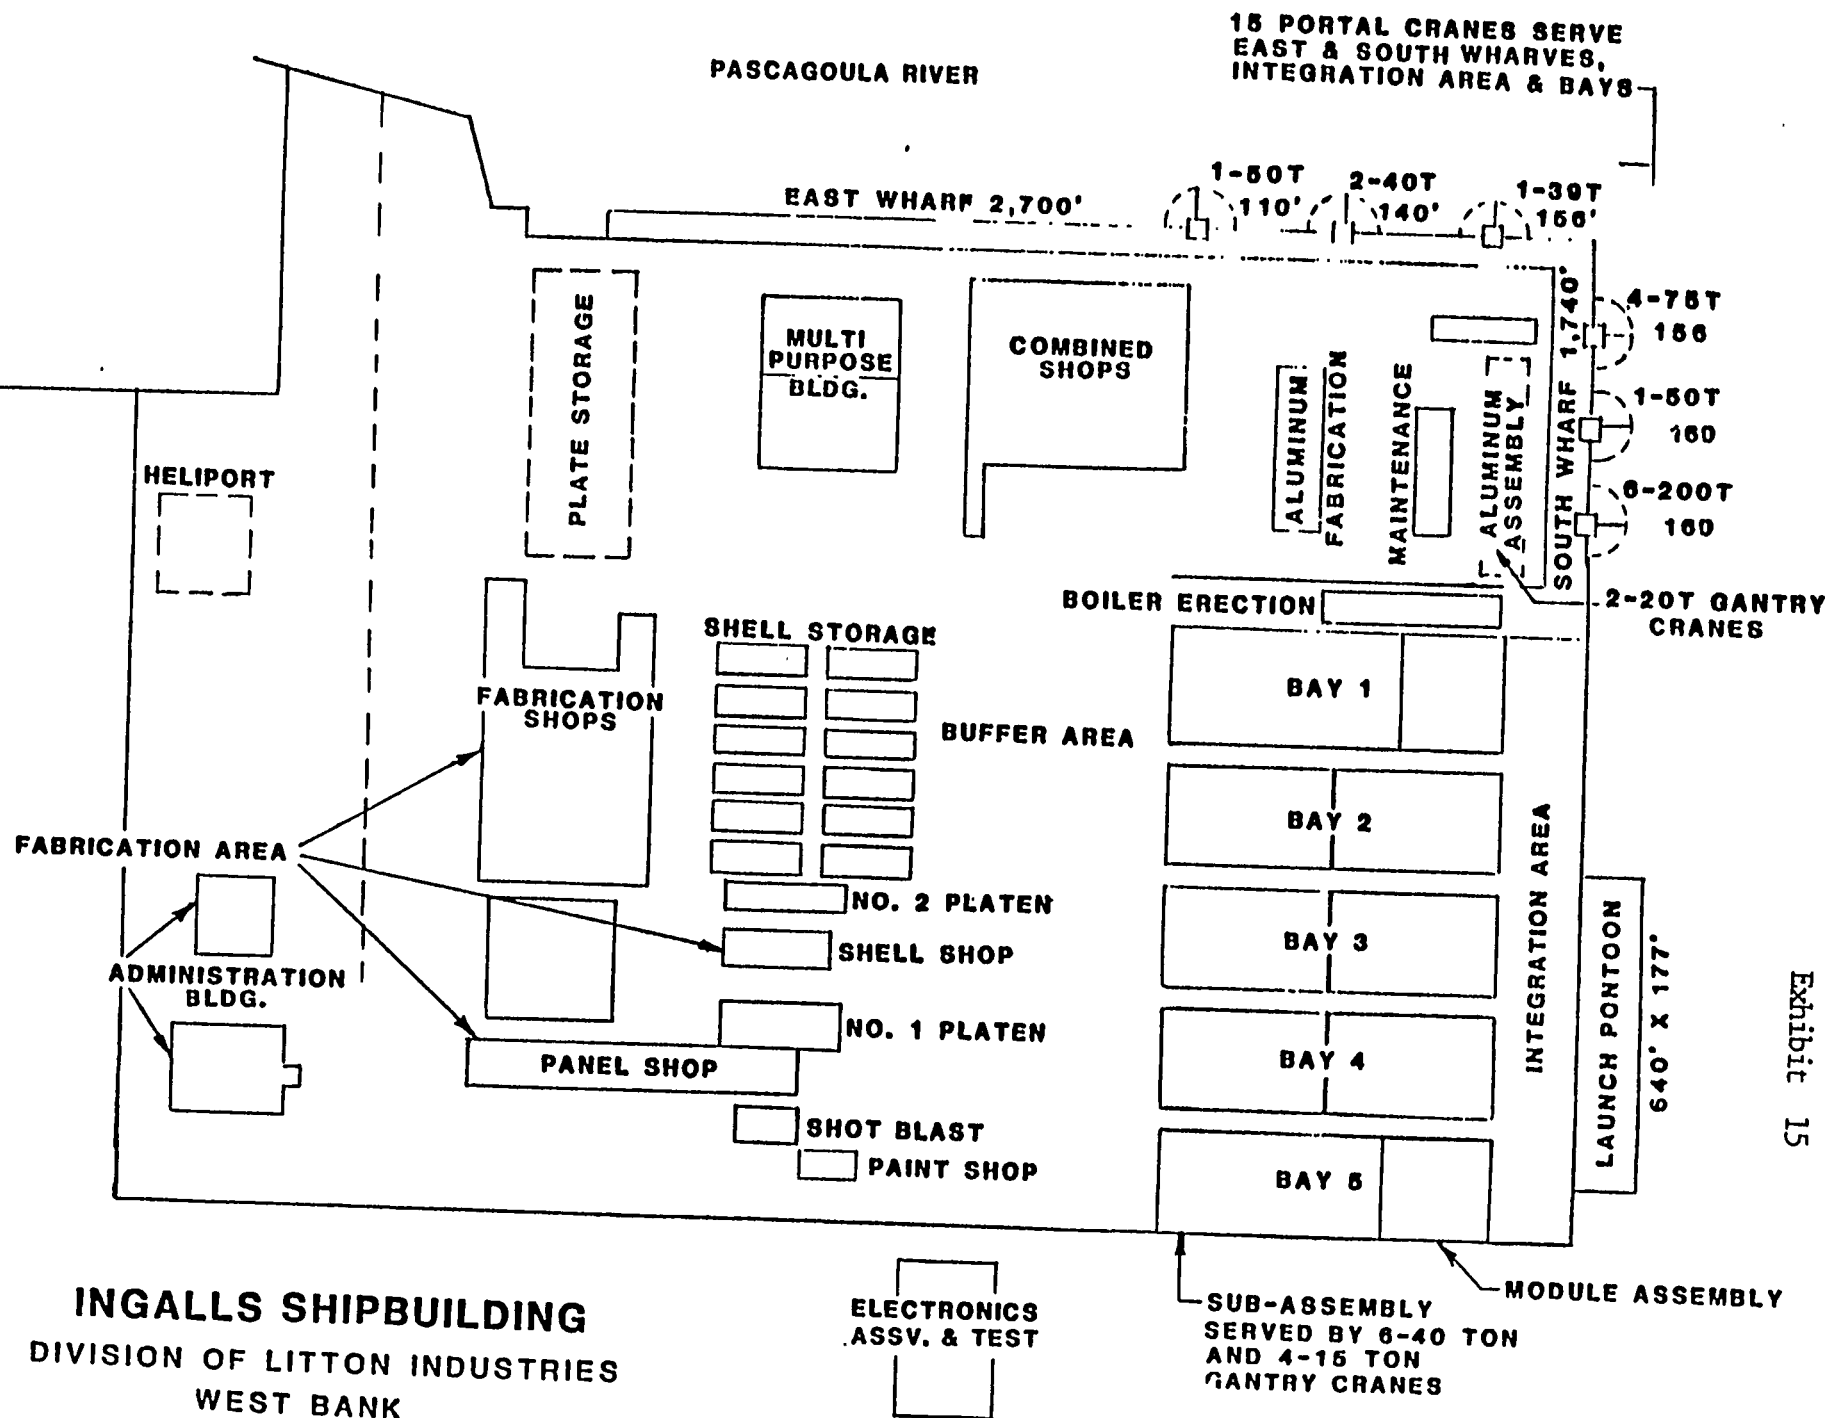 15 PORTAL CRANES SERVE
EAST & SOUTH WHARVES,
INTEGRATION AREA & BAYS
PASCAGOULA RIVER
EAST WHARF 2,700'
1-50T
110'
2-40T
140'
1-39T
156'
SOUTH WHARF 1,740'
4-75T
156
1-50T
160
6-200T
160
PLATE STORAGE
MULTI
PURPOSE
BLDG.
COMBINED
SHOPS
ALUMINUM
FABRICATION
MAINTENANCE
ALUMINUM
ASSEMBLY
2-20T GANTRY
CRANES
HELIPORT
BOILER ERECTION
SHELL STORAGE
FABRICATION
SHOPS
BUFFER AREA
BAY 1
BAY 2
BAY 3
BAY 4
BAY 5
INTEGRATION AREA
LAUNCH PONTOON
640' X 177'
FABRICATION AREA
ADMINISTRATION
BLDG.
NO. 2 PLATEN
SHELL SHOP
NO. 1 PLATEN
PANEL SHOP
SHOT BLAST
PAINT SHOP
MODULE ASSEMBLY
SUB-ASSEMBLY
SERVED BY 6-40 TON
AND 4-15 TON
GANTRY CRANES
ELECTRONICS
ASSV. & TEST
INGALLS SHIPBUILDING
DIVISION OF LITTON INDUSTRIES
WEST BANK
Exhibit 15